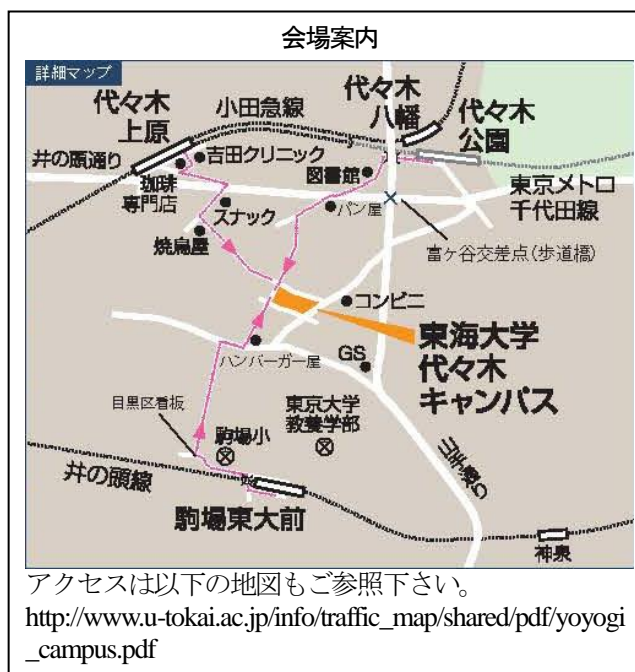 会場案内
詳細マップ
代々木
上原
小田急線
代々木
八幡
代々木
公園
井の頭通り
吉田クリニック
珈琲
専門店
図書館
東京メトロ
千代田線
スナック
パン屋
焼鳥屋
富ヶ谷交差点(歩道橋)
コンビニ
東海大学
代々木
キャンパス
ハンバーガー屋
GS
目黒区看板
駒場小
東京大学
教養学部
山手通り
井の頭線
駒場東大前
神泉
アクセスは以下の地図もご参照下さい。
http://www.u-tokai.ac.jp/info/traffic_map/shared/pdf/yoyogi
_campus.pdf